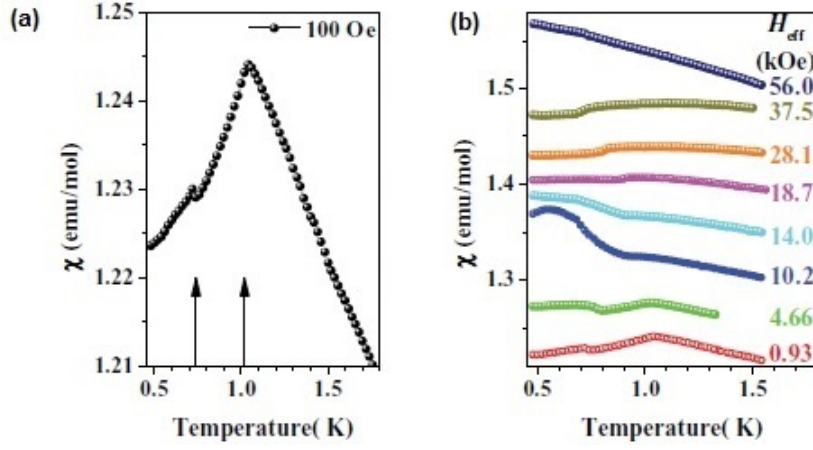 (a)
100 Oe
1.25
1.24
1.23
1.22
1.21
χ (emu/mol)
0.5 1.0 1.5
Temperature( K)
(b)
H_eff
(kOe)
56.0
37.5
28.1
18.7
14.0
10.2
4.66
0.93
1.5
1.4
1.3
χ (emu/mol)
0.5 1.0 1.5
Temperature( K)